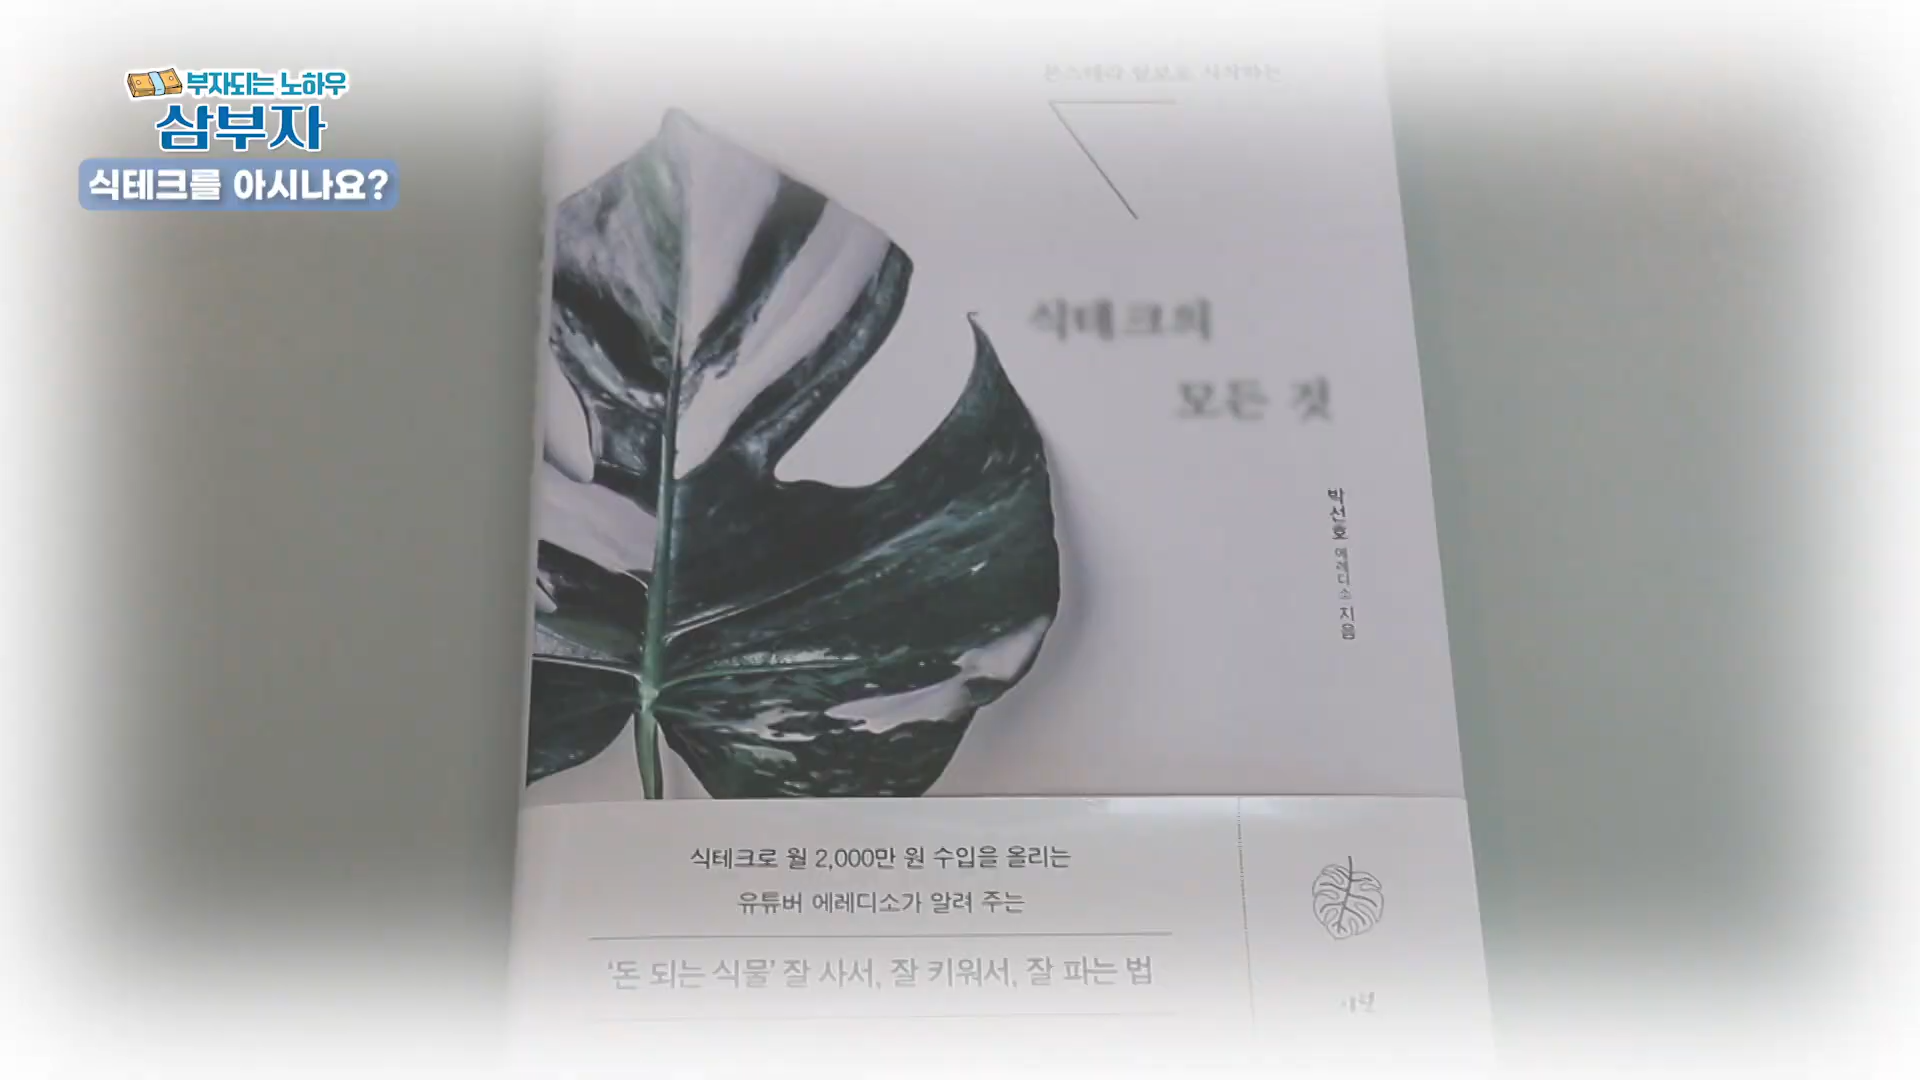 부자되는 노하우
삼부자
식테크를 아시나요?
시작하는
식테크의
모든 것
박선호 에레디소 지음
식테크로 월 2,000만 원 수입을 올리는
유튜버 에레디소가 알려 주는
‘돈 되는 식물’ 잘 사서, 잘 키워서, 잘 파는 법